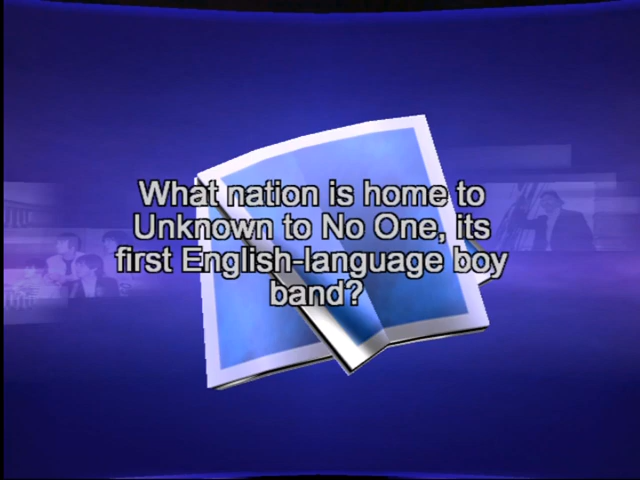 What nation is home to
Unknown to No One, its
first English-language boy
band?